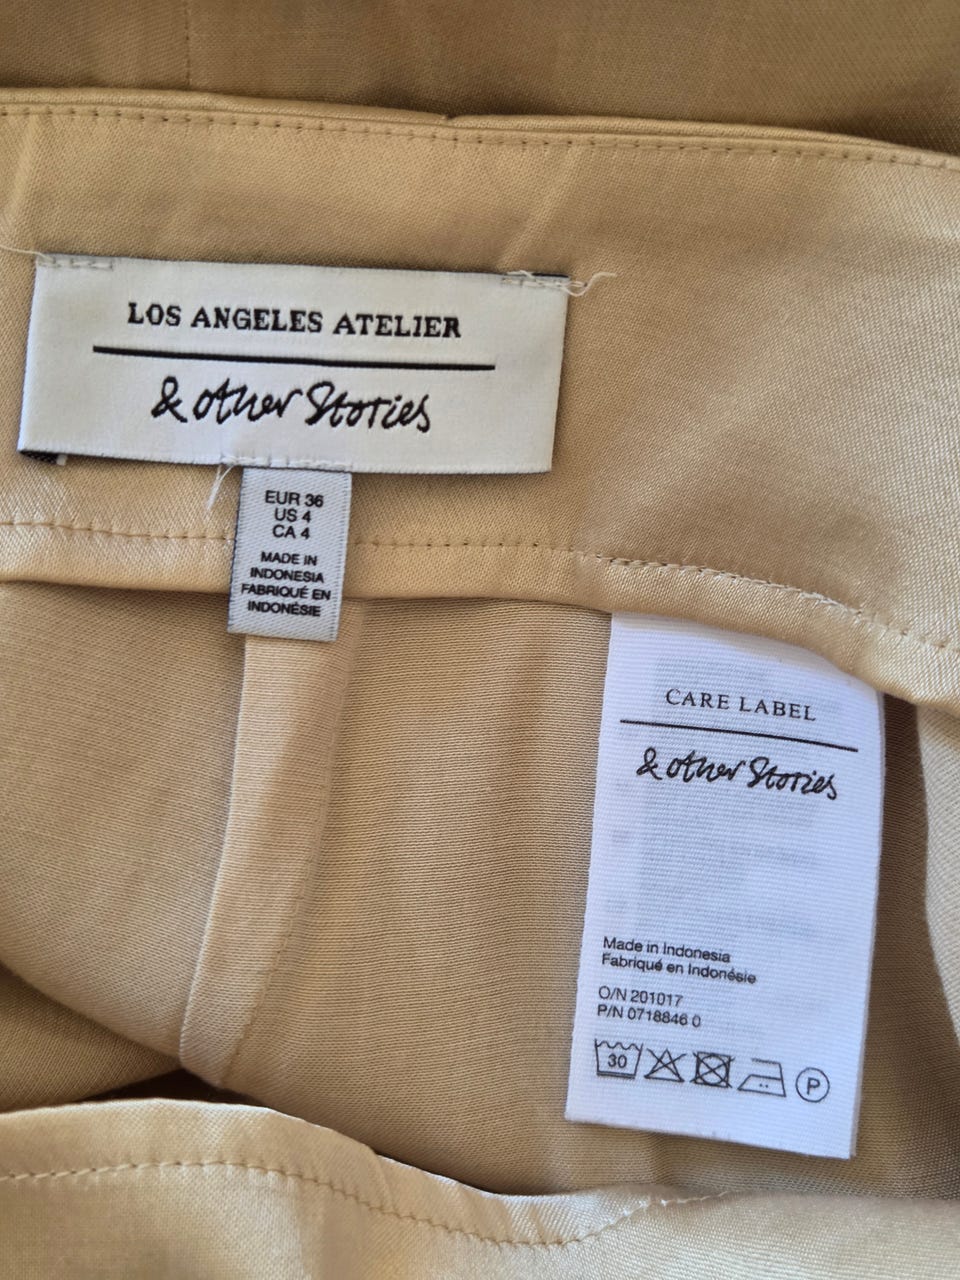 LOS ANGELES ATELIER
& other Stories
EUR 36
US 4
CA 4
MADE IN
INDONESIA
FABRIQUÉ EN
INDONÉSIE
CARE LABEL
& other Stories
Made in Indonesia
Fabriqué en Indonésie
O/N 201017
P/N 0718846 0
30
P